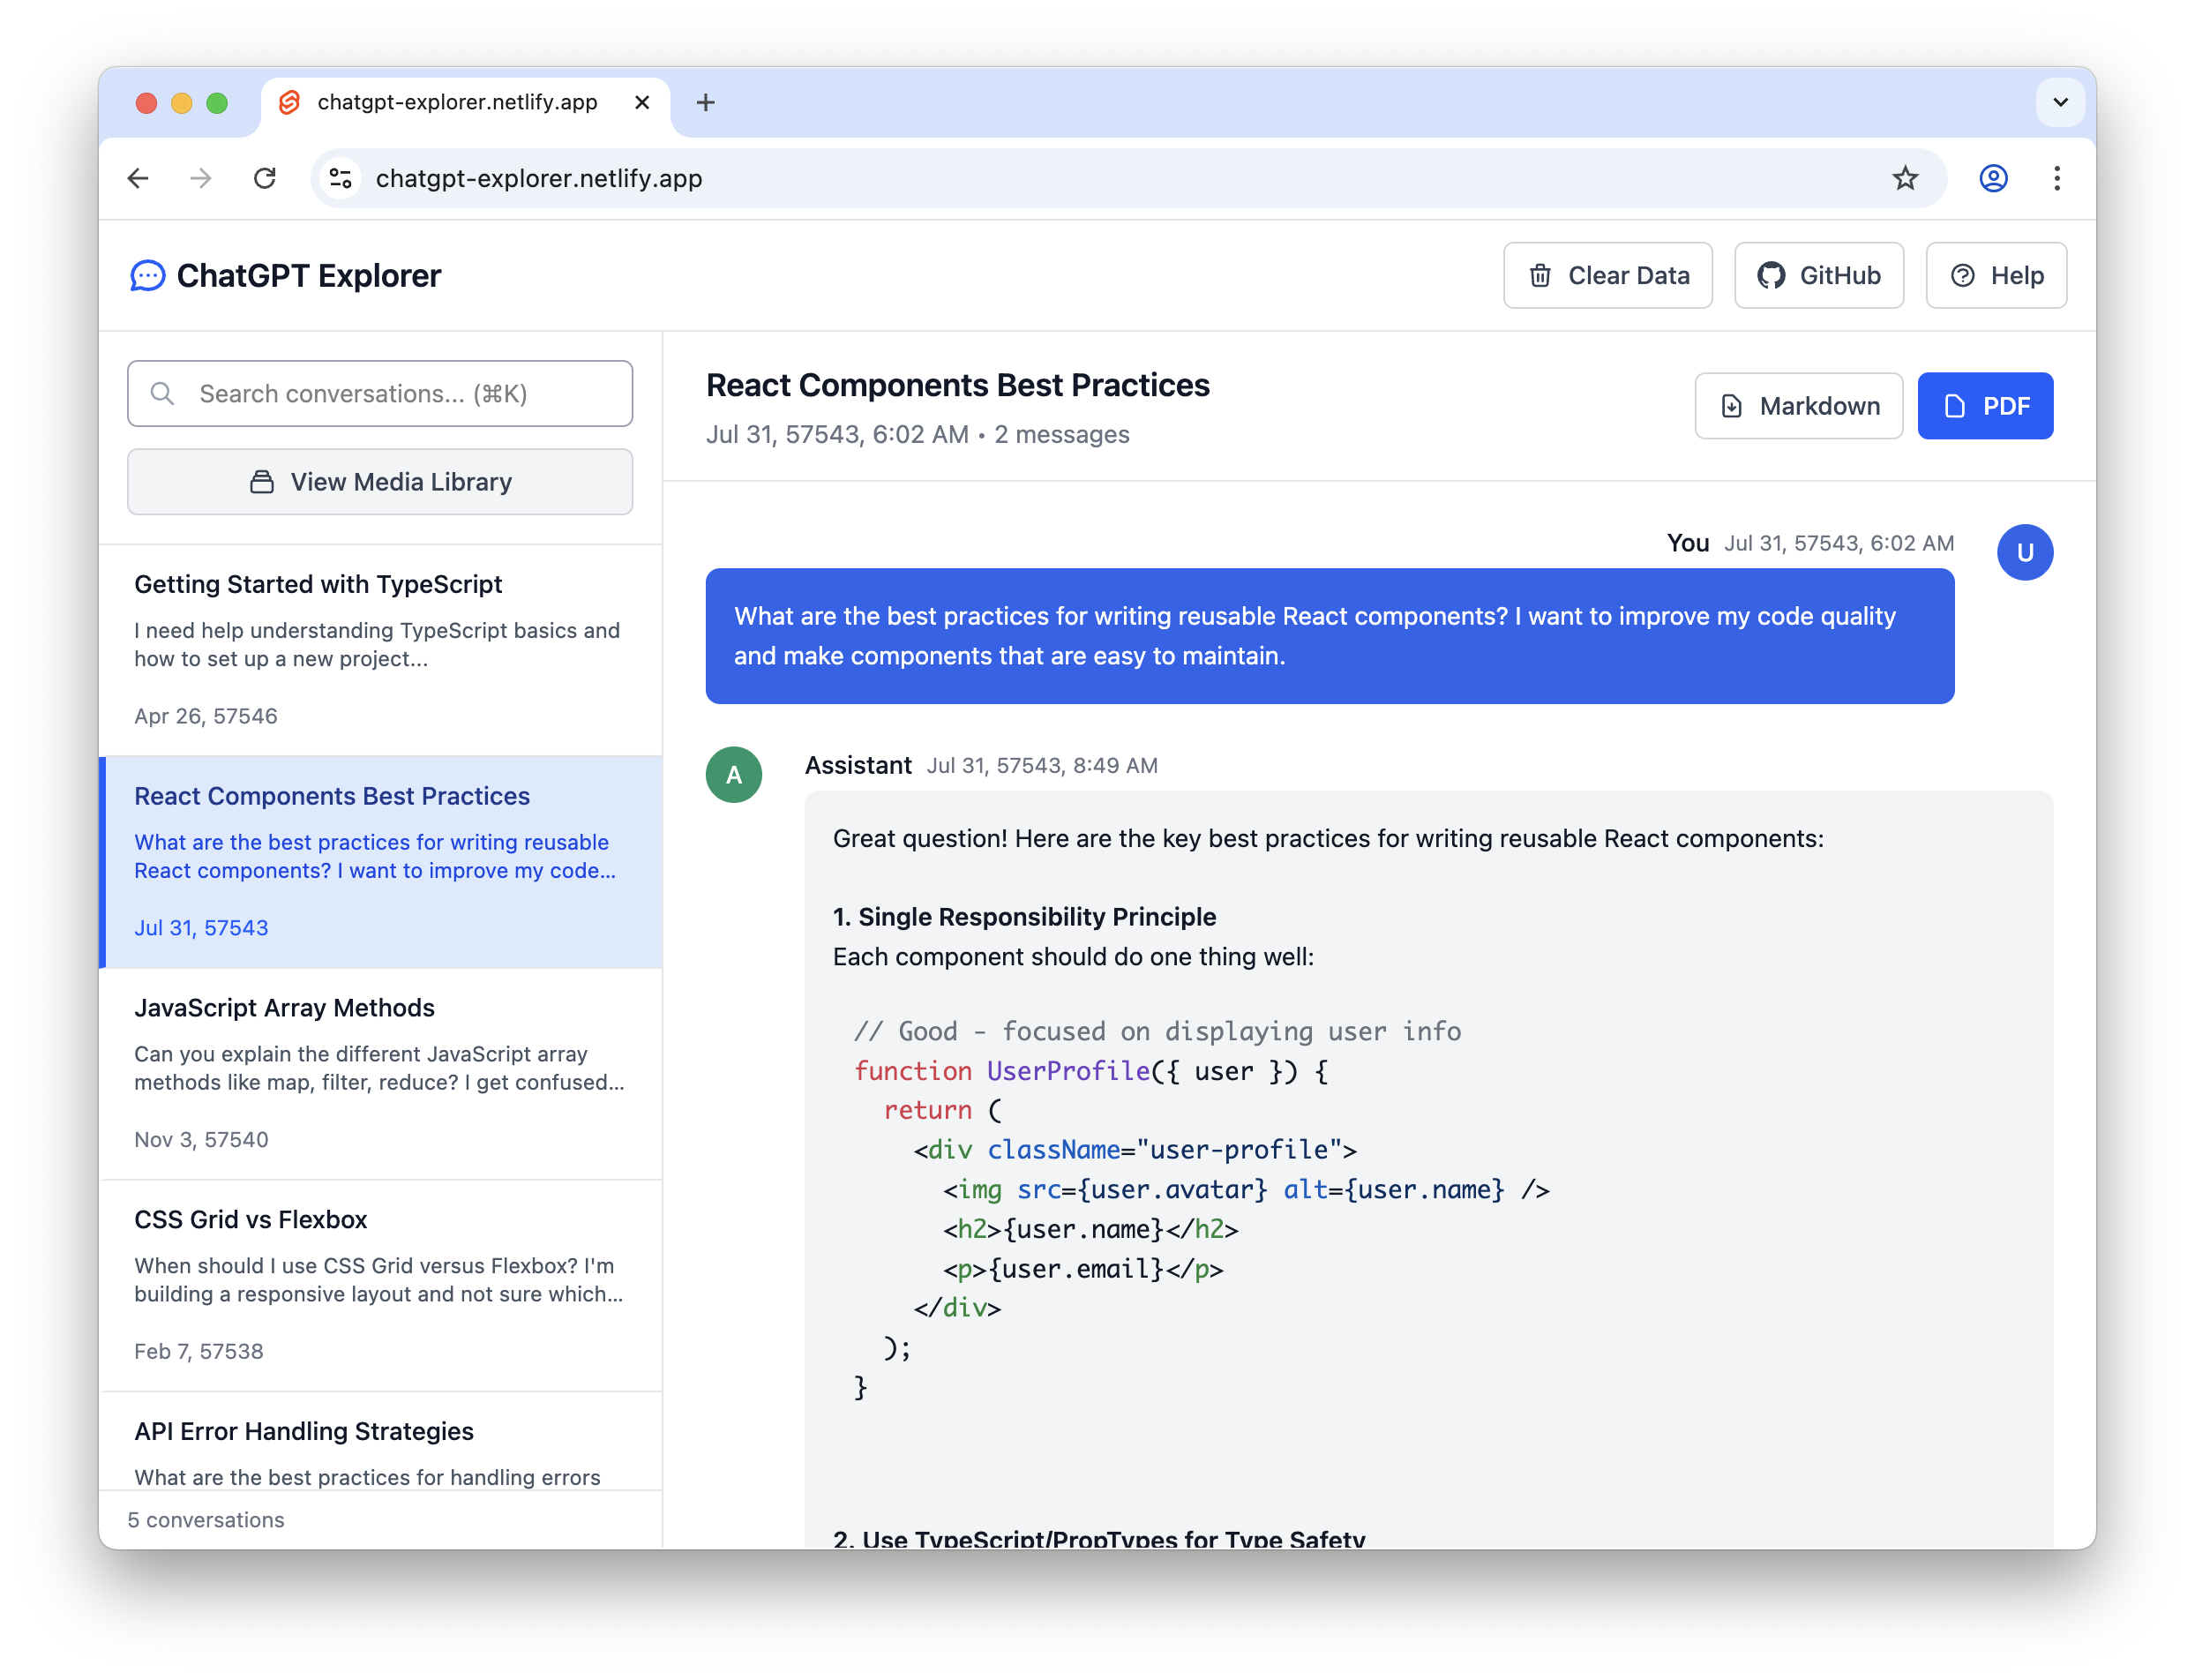 chatgpt-explorer.netlify.app
chatgpt-explorer.netlify.app
ChatGPT Explorer
Clear Data
GitHub
Help
Search conversations... (⌘K)
View Media Library
Getting Started with TypeScript
I need help understanding TypeScript basics and
how to set up a new project...
Apr 26, 57546
React Components Best Practices
What are the best practices for writing reusable
React components? I want to improve my code...
Jul 31, 57543
JavaScript Array Methods
Can you explain the different JavaScript array
methods like map, filter, reduce? I get confused...
Nov 3, 57540
CSS Grid vs Flexbox
When should I use CSS Grid versus Flexbox? I'm
building a responsive layout and not sure which...
Feb 7, 57538
API Error Handling Strategies
What are the best practices for handling errors
5 conversations
React Components Best Practices
Jul 31, 57543, 6:02 AM • 2 messages
Markdown
PDF
You Jul 31, 57543, 6:02 AM
U
What are the best practices for writing reusable React components? I want to improve my code quality
and make components that are easy to maintain.
A
Assistant Jul 31, 57543, 8:49 AM
Great question! Here are the key best practices for writing reusable React components:
1. Single Responsibility Principle
Each component should do one thing well:
// Good - focused on displaying user info
function UserProfile({ user }) {
return (
<div className="user-profile">
<img src={user.avatar} alt={user.name} />
<h2>{user.name}</h2>
<p>{user.email}</p>
</div>
);
}
2. Use TypeScript/PropTypes for Type Safety